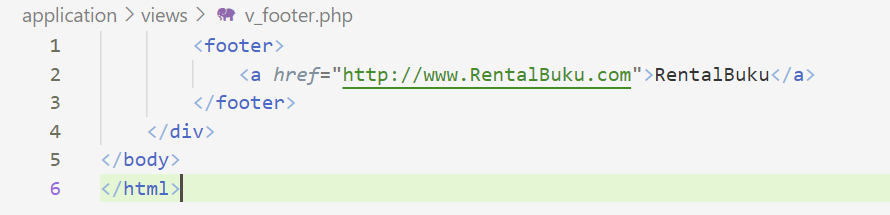 application > views > v_footer.php
1 <footer>
2 <a href="http://www.RentalBuku.com">RentalBuku</a>
3 </footer>
4 </div>
5 </body>
6 </html>